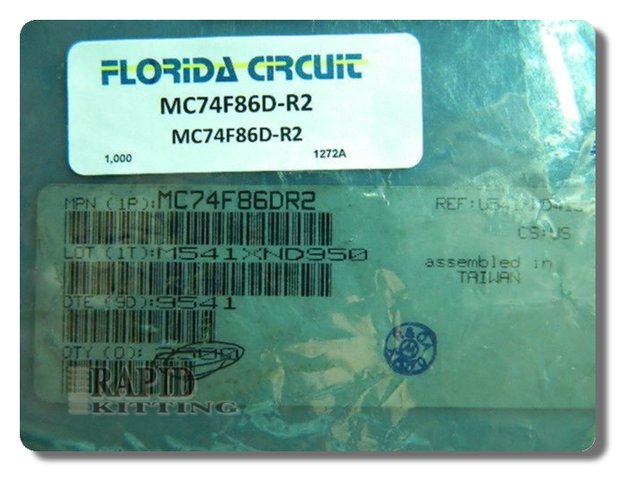 FLORIDA CIRCUIT
MC74F86D-R2
MC74F86D-R2
1,000 1272A
MPN (1P):MC74F86DR2
REF:
CS:US
LOT (1T):M541XND950
assembled in
TAIWAN
DTE (9D):9541
QTY (Q): 2500
RAPID
KITTING